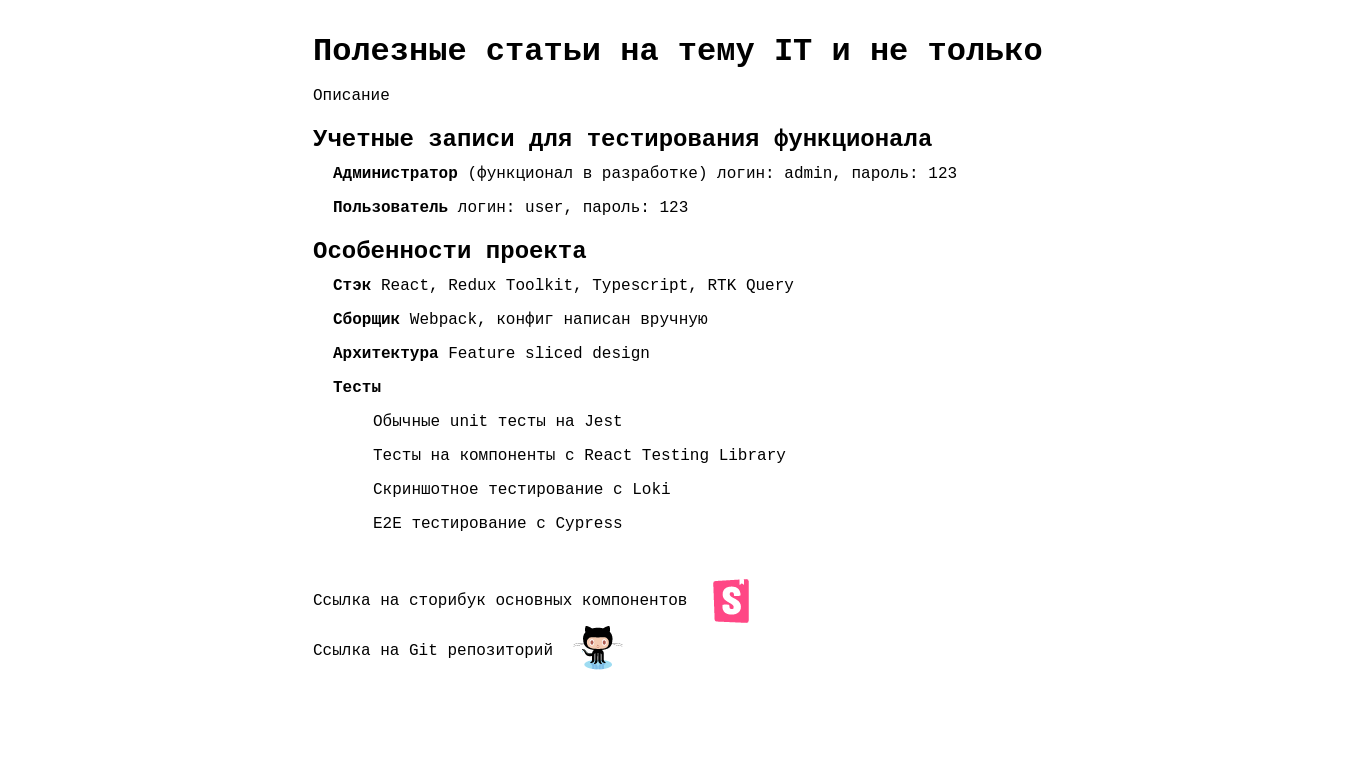 Полезные статьи на тему IT и не только
Описание
Учетные записи для тестирования функционала
Администратор (функционал в разработке) логин: admin, пароль: 123
Пользователь логин: user, пароль: 123
Особенности проекта
Стэк React, Redux Toolkit, Typescript, RTK Query
Сборщик Webpack, конфиг написан вручную
Архитектура Feature sliced design
Тесты
Обычные unit тесты на Jest
Тесты на компоненты с React Testing Library
Скриншотное тестирование с Loki
E2E тестирование с Cypress
Ссылка на сторибук основных компонентов S
Ссылка на Git репозиторий